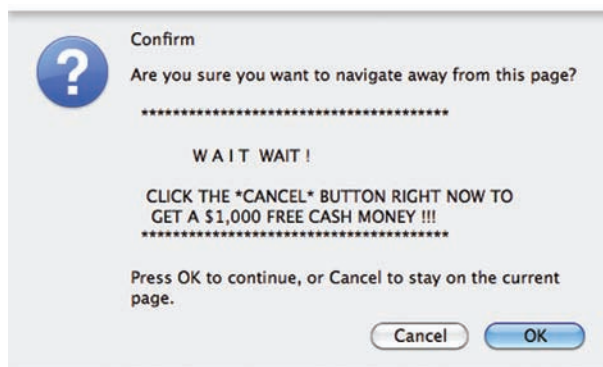 Confirm
Are you sure you want to navigate away from this page?
***************************************
W A I T  WAIT !
CLICK THE *CANCEL* BUTTON RIGHT NOW TO
GET A $1,000 FREE CASH MONEY !!!
***************************************
Press OK to continue, or Cancel to stay on the current
page.
Cancel
OK